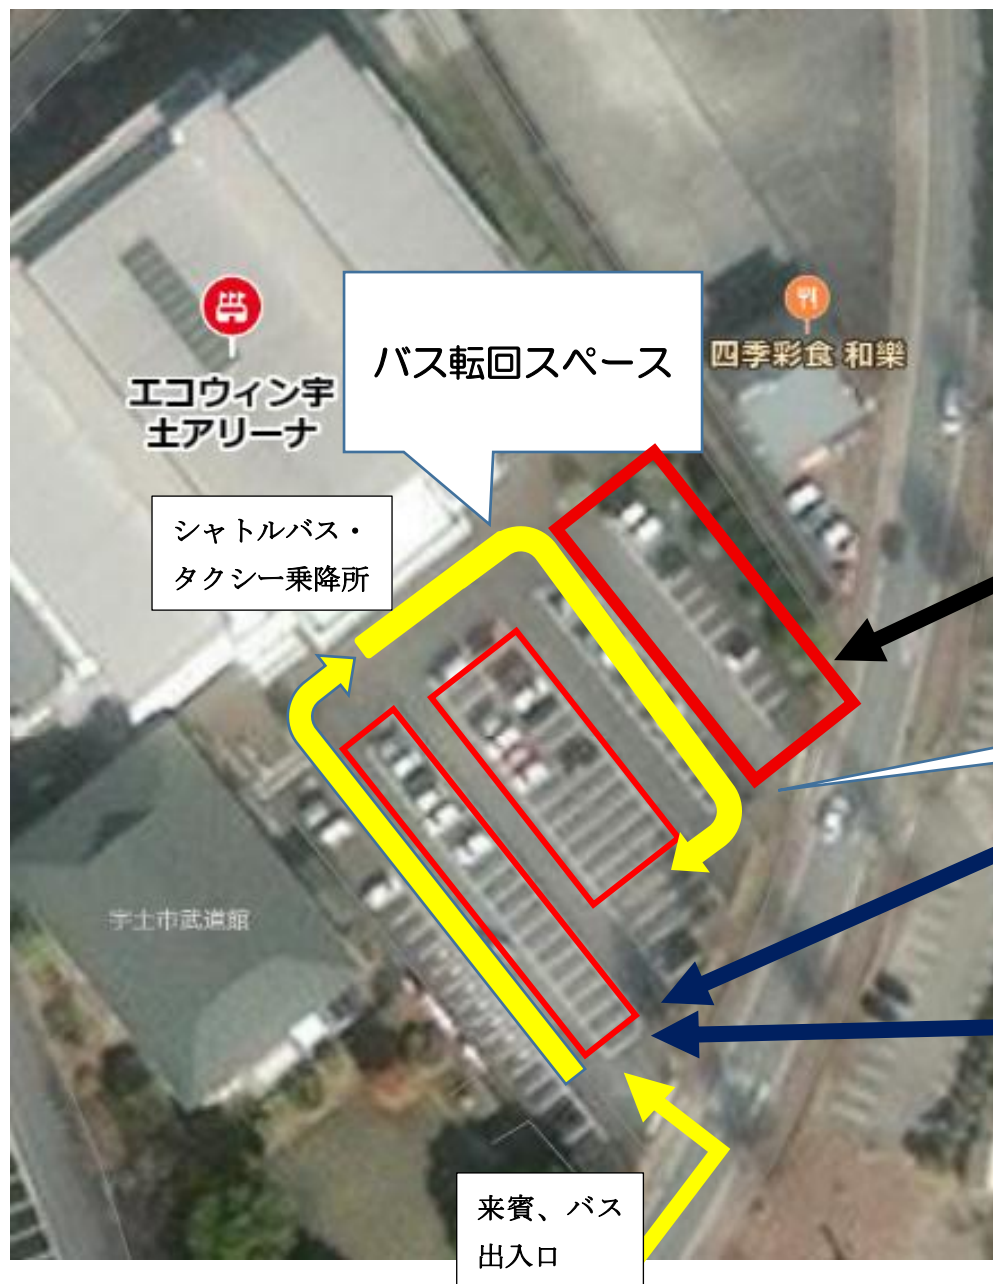 バス転回スペース
四季彩食 和樂
エコウィン宇
土アリーナ
シャトルバス・
タクシー乗降所
宇土市武道館
来賓、バス
出入口